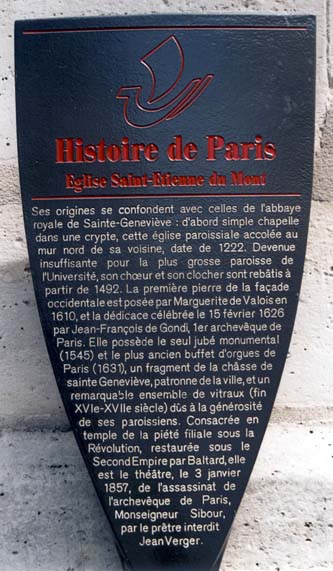 Histoire de Paris
Eglise Saint-Etienne du Mont
Ses origines se confondent avec celles de l'abbaye
royale de Sainte-Geneviève : d'abord simple chapelle
dans une crypte, cette église paroissiale accolée au
mur nord de sa voisine, date de 1222. Devenue
insuffisante pour la plus grosse paroisse de
l'Université, son chœur et son clocher sont rebâtis à
partir de 1492. La première pierre de la façade
occidentale est posée par Marguerite de Valois en
1610, et la dédicace célébrée le 15 février 1626
par Jean-François de Gondi, 1er archevêque de
Paris. Elle possède le seul jubé monumental
(1545) et le plus ancien buffet d'orgues de
Paris (1631), un fragment de la châsse de
sainte Geneviève, patronne de la ville, et un
remarquable ensemble de vitraux (fin
XVIe-XVIIe siècle) dûs à la générosité
de ses paroissiens. Consacrée en
temple de la piété filiale sous la
Révolution, restaurée sous le
Second Empire par Baltard, elle
est le théâtre, le 3 janvier
1857, de l'assassinat de
l'archevêque de Paris,
Monseigneur Sibour,
par le prêtre interdit
Jean Verger.